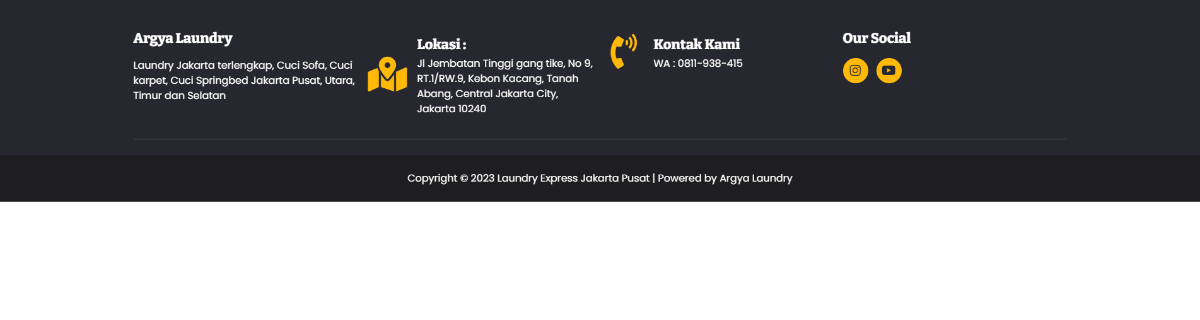 Argya Laundry
Laundry Jakarta terlengkap, Cuci Sofa, Cuci
karpet, Cuci Springbed Jakarta Pusat, Utara,
Timur dan Selatan
Lokasi :
Jl Jembatan Tinggi gang tike, No 9,
RT.1/RW.9, Kebon Kacang, Tanah
Abang, Central Jakarta City,
Jakarta 10240
Kontak Kami
WA : 0811-938-415
Our Social
Copyright © 2023 Laundry Express Jakarta Pusat | Powered by Argya Laundry